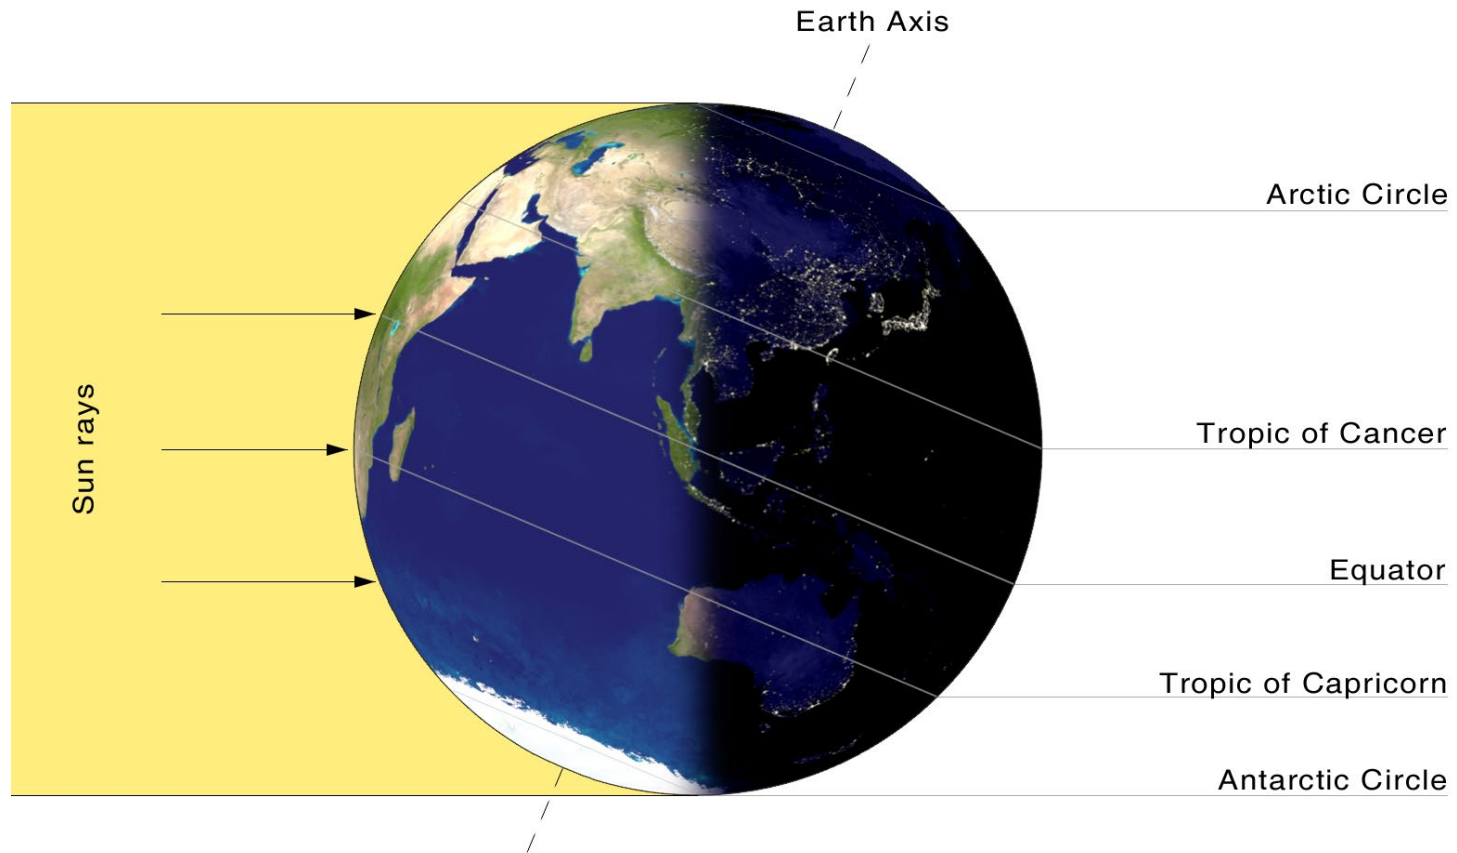 Earth Axis
Arctic Circle
Sun rays
Tropic of Cancer
Equator
Tropic of Capricorn
Antarctic Circle